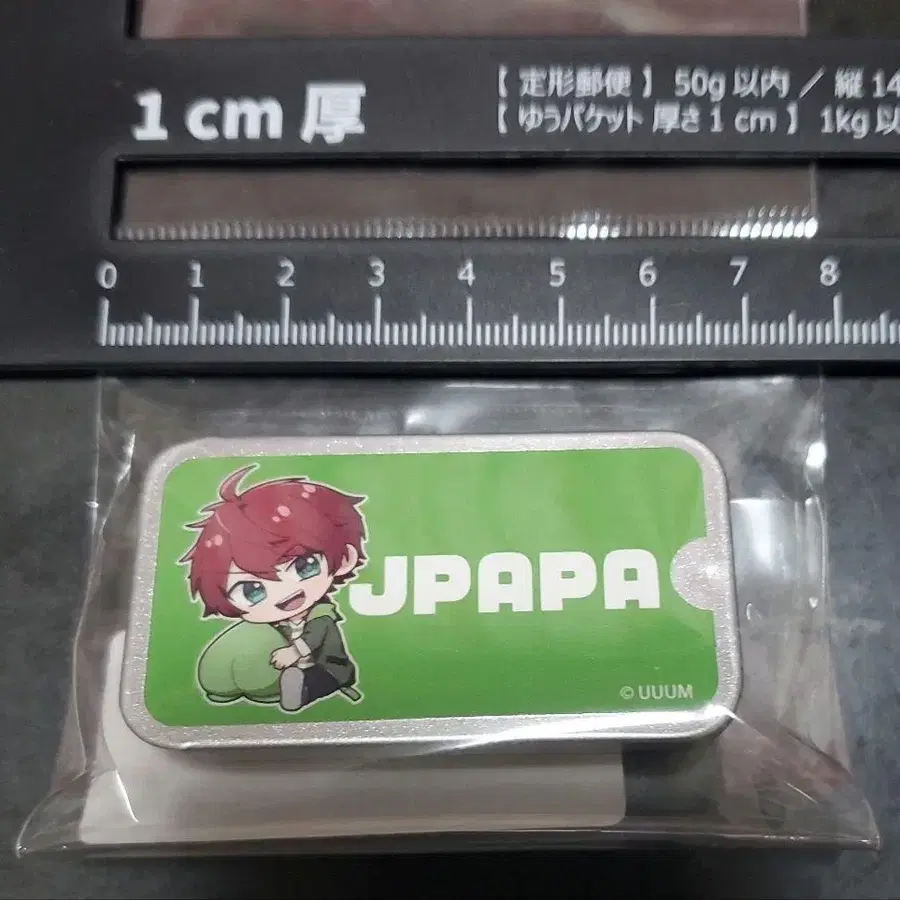 【 定形郵便 】 50g 以内 ／ 縦 14
1 cm 厚
【 ゆうパケット 厚さ 1 cm 】 1kg 以
0 1 2 3 4 5 6 7 8
JPAPA
© UUUM